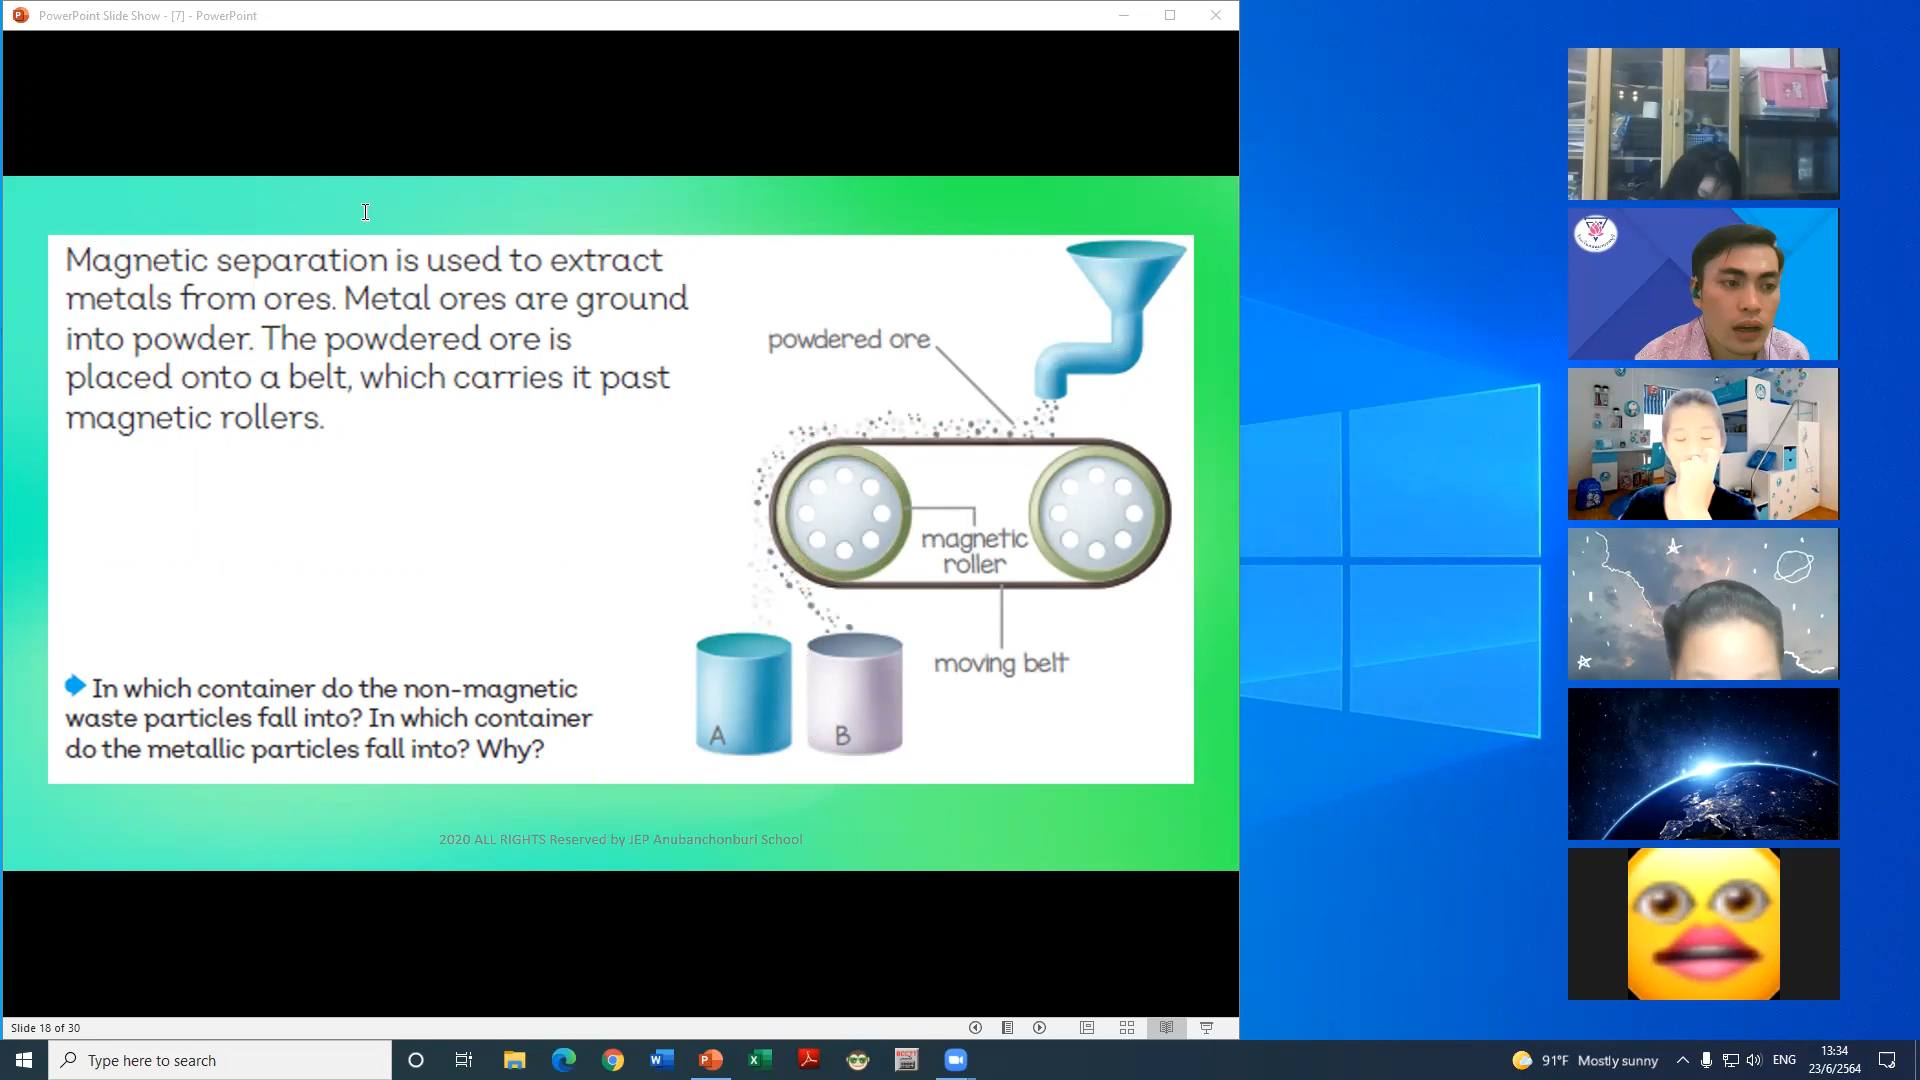 PowerPoint Slide Show - [7] - PowerPoint
Magnetic separation is used to extract
metals from ores. Metal ores are ground
into powder. The powdered ore is
placed onto a belt, which carries it past
magnetic rollers.
powdered ore
magnetic
roller
moving belt
A
B
In which container do the non-magnetic
waste particles fall into? In which container
do the metallic particles fall into? Why?
2020 ALL RIGHTS Reserved by JEP Anubanchonburi School
Slide 18 of 30
Type here to search
91°F Mostly sunny
ENG
13:34
23/6/2564